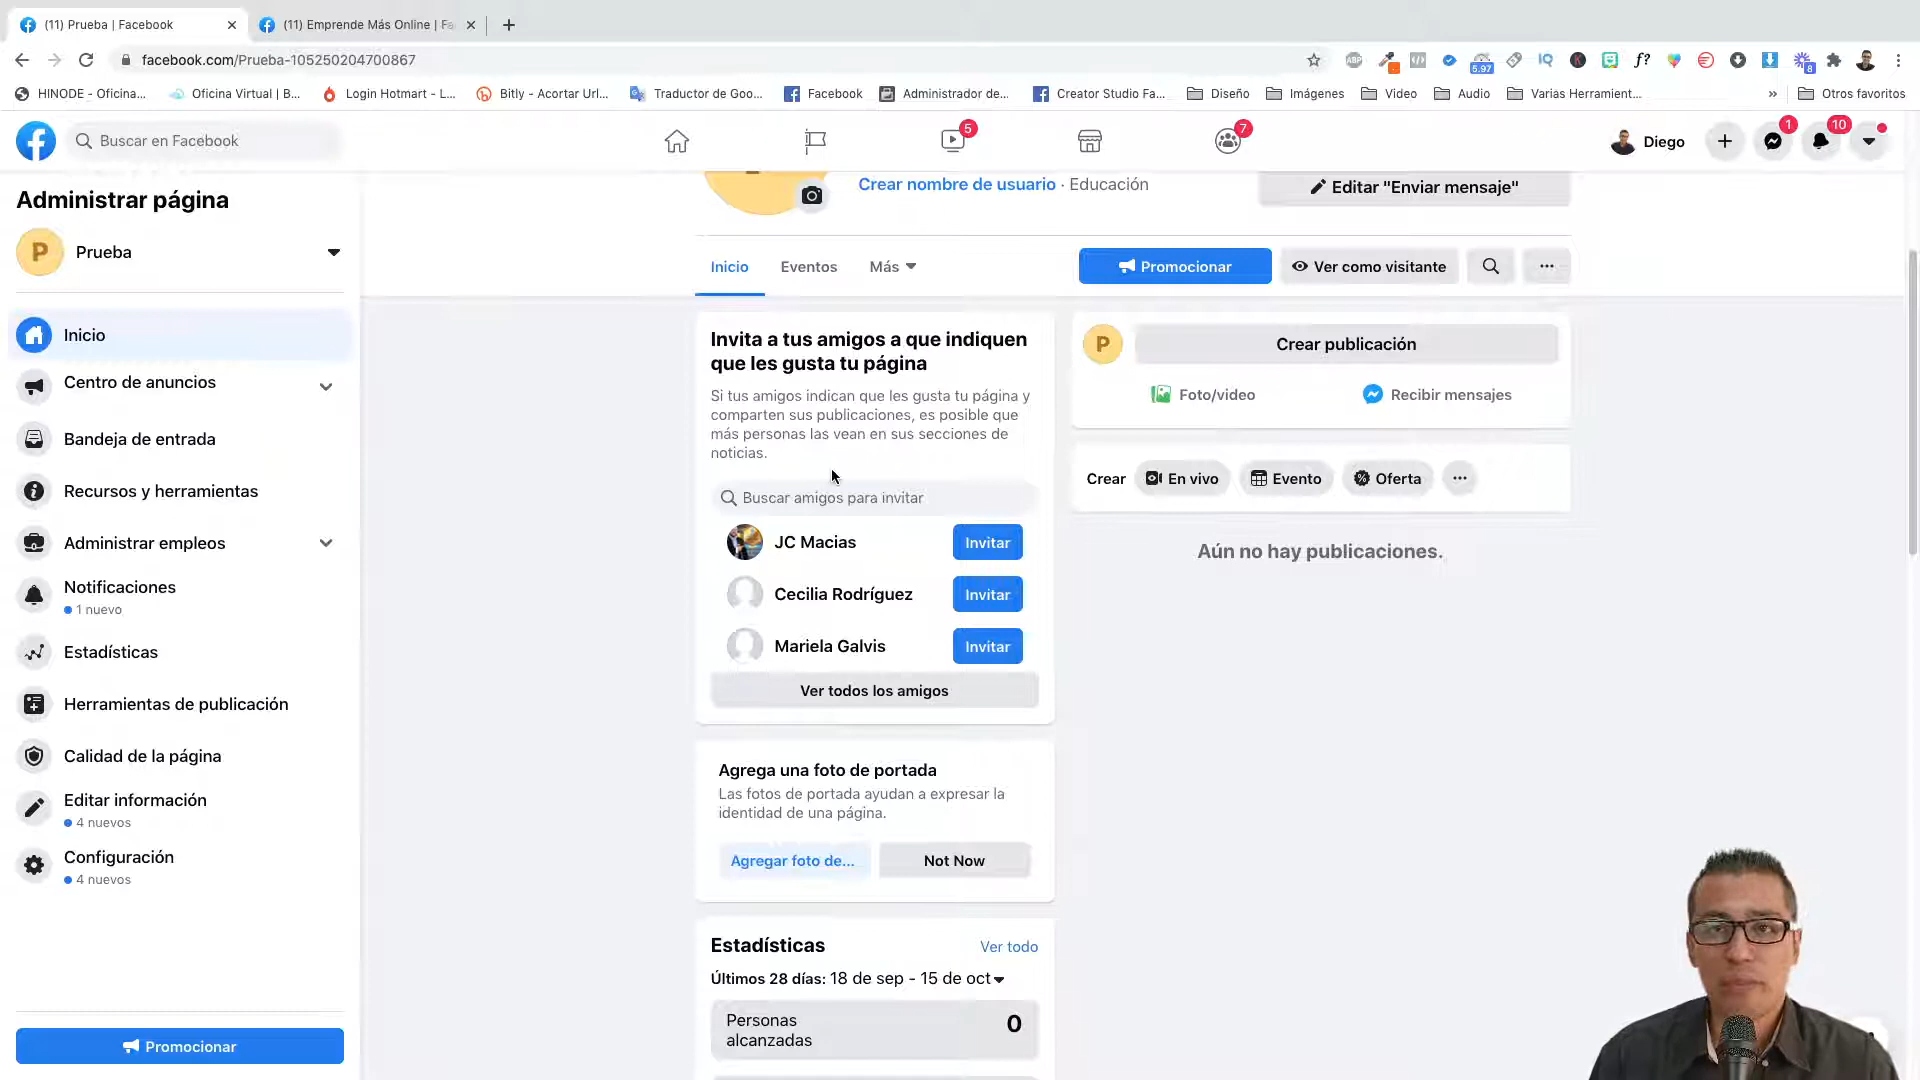 (11) Prueba | Facebook
(11) Emprende Más Online | Fa
facebook.com/Prueba-105250204700867
ABP
5.97
IQ
K
f?
8
HINODE - Oficina...
Oficina Virtual | B...
Login Hotmart - L...
Bitly - Acortar Url...
Traductor de Goo...
Facebook
Administrador de...
Creator Studio Fa...
Diseño
Imágenes
Video
Audio
Varias Herramient...
»
Otros favoritos
Buscar en Facebook
5
7
Diego
1
10
Administrar página
P
Prueba
Inicio
Centro de anuncios
Bandeja de entrada
Recursos y herramientas
Administrar empleos
Notificaciones
1 nuevo
Estadísticas
Herramientas de publicación
Calidad de la página
Editar información
4 nuevos
Configuración
4 nuevos
Promocionar
Crear nombre de usuario · Educación
Editar "Enviar mensaje"
Inicio
Eventos
Más
Promocionar
Ver como visitante
Invita a tus amigos a que indiquen
que les gusta tu página
Si tus amigos indican que les gusta tu página y
comparten sus publicaciones, es posible que
más personas las vean en sus secciones de
noticias.
Buscar amigos para invitar
JC Macias
Invitar
Cecilia Rodríguez
Invitar
Mariela Galvis
Invitar
Ver todos los amigos
Agrega una foto de portada
Las fotos de portada ayudan a expresar la
identidad de una página.
Agregar foto de...
Not Now
Estadísticas
Ver todo
Últimos 28 días: 18 de sep - 15 de oct
Personas
alcanzadas
0
P
Crear publicación
Foto/video
Recibir mensajes
Crear
En vivo
Evento
Oferta
Aún no hay publicaciones.